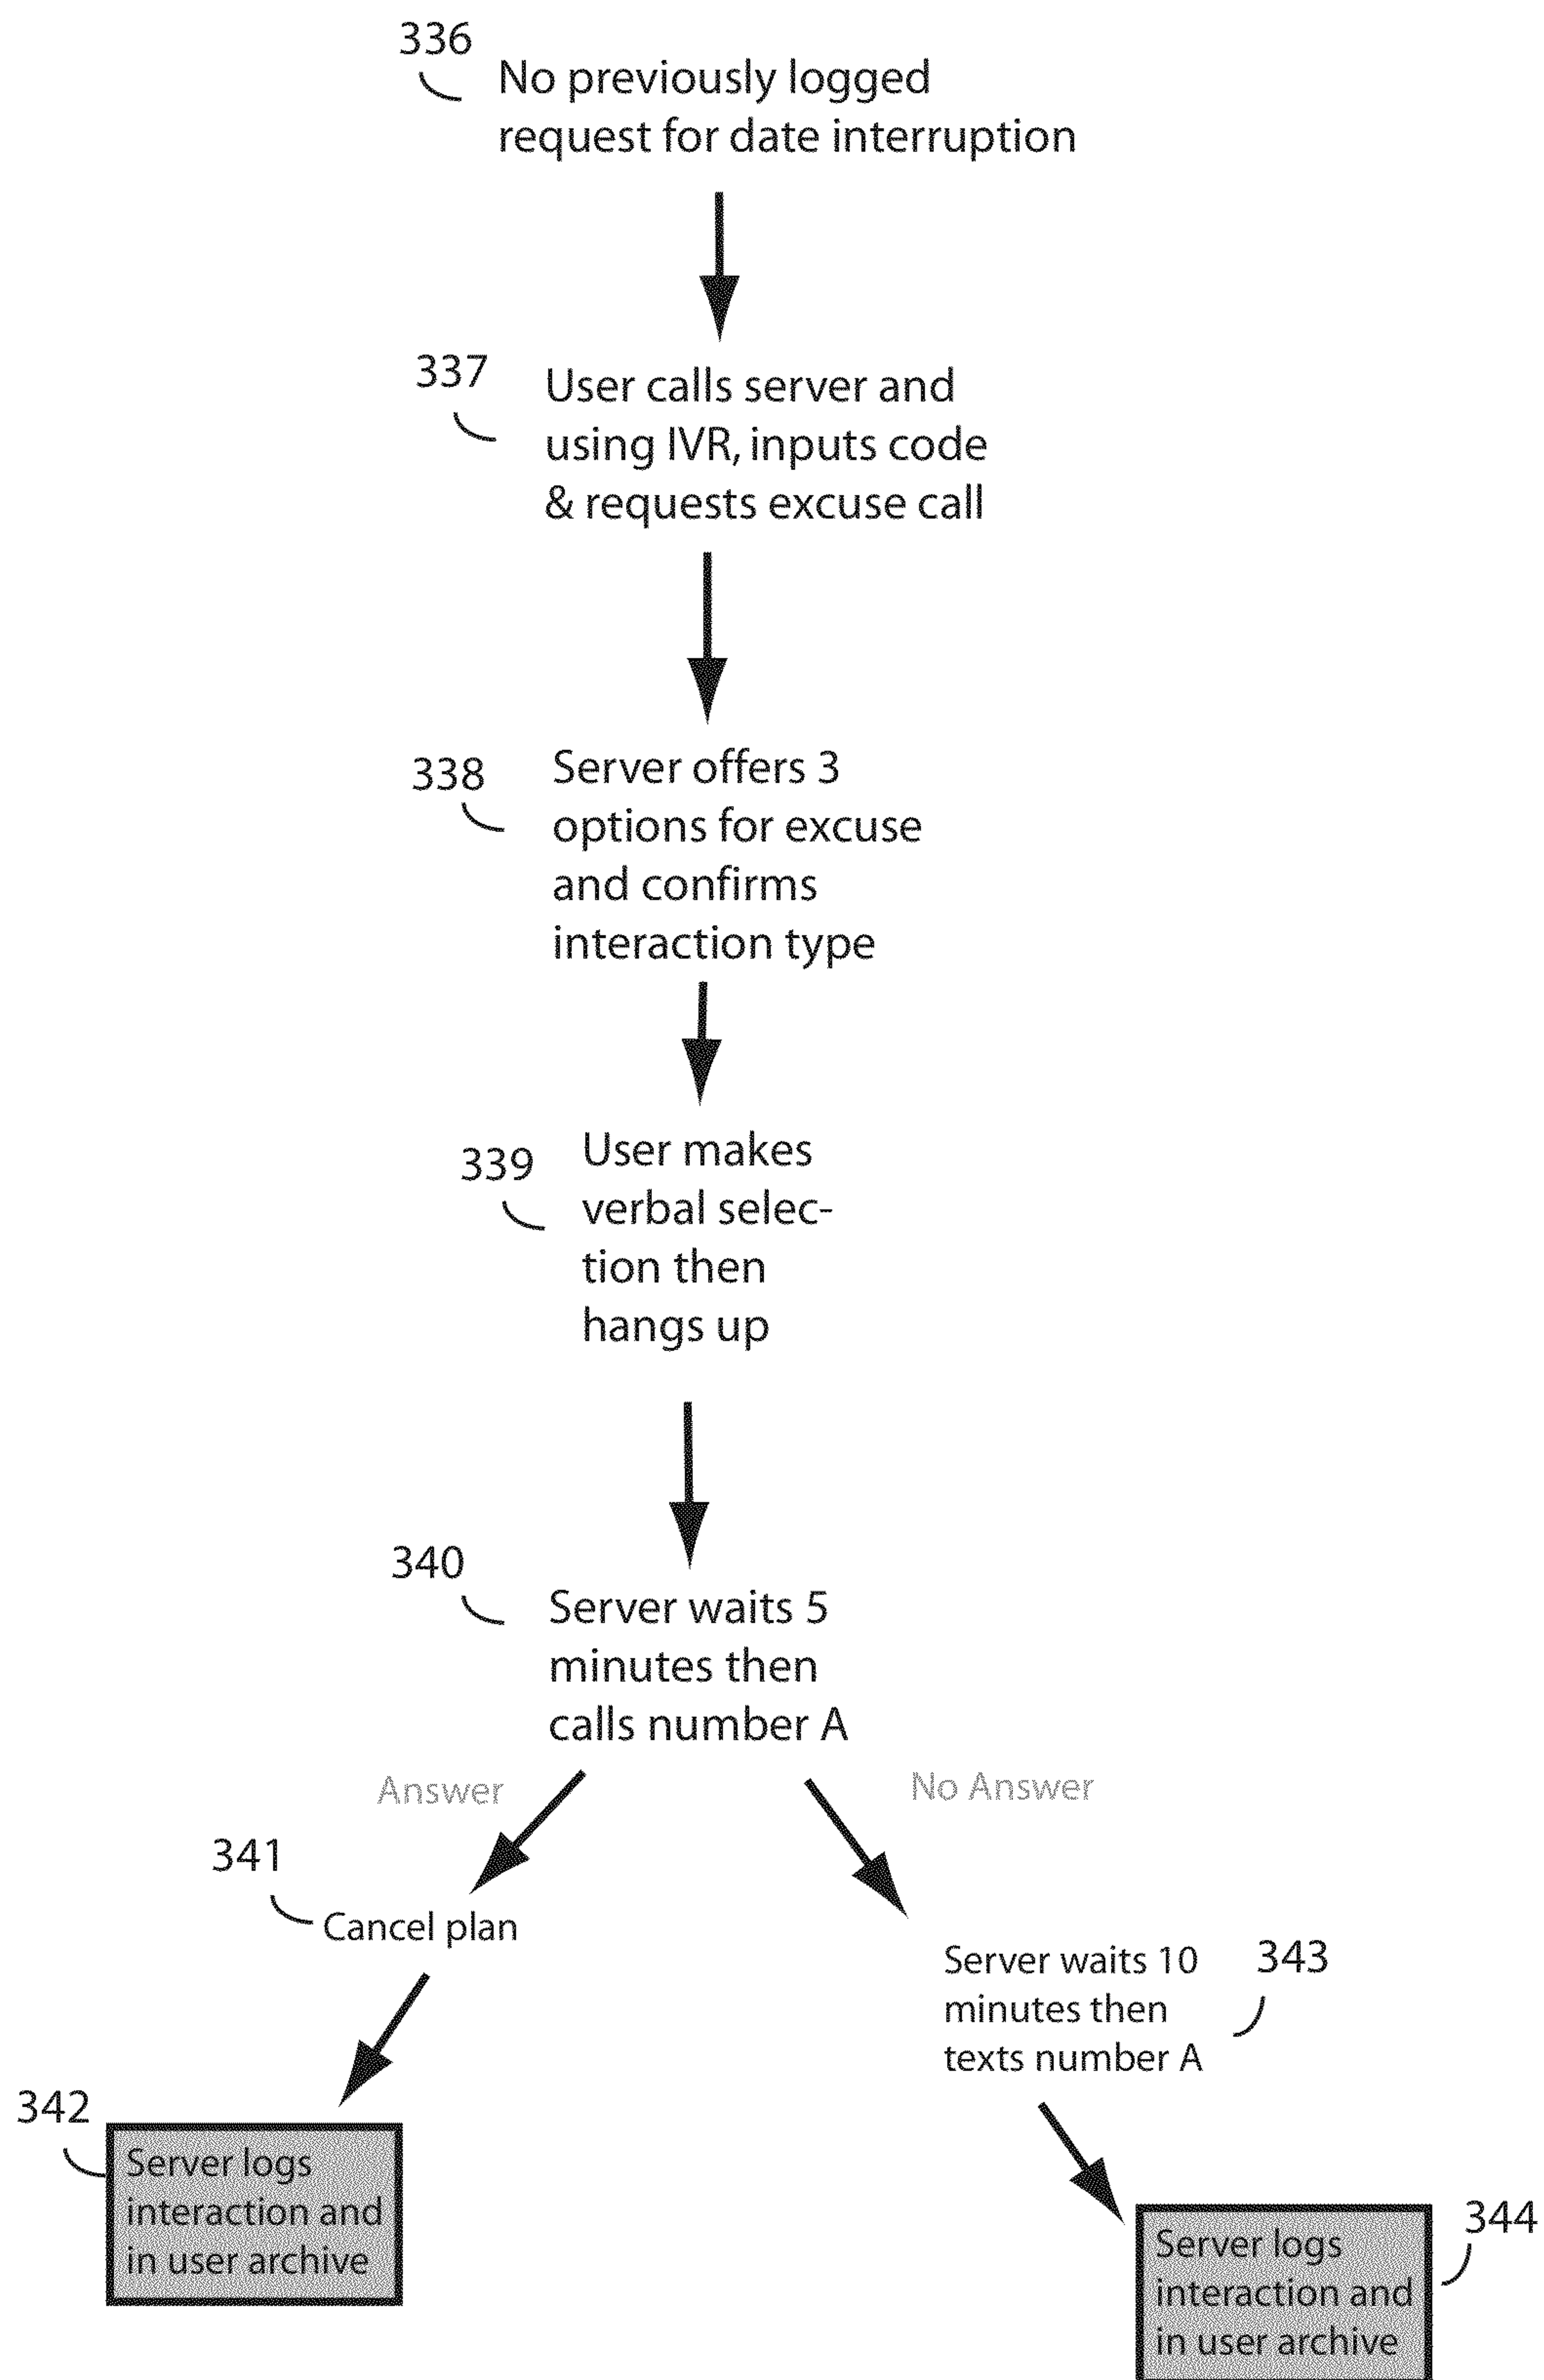 336
No previously logged
request for date interruption
337
User calls server and
using IVR, inputs code
& requests excuse call
338
Server offers 3
options for excuse
and confirms
interaction type
339
User makes
verbal selec-
tion then
hangs up
340
Server waits 5
minutes then
calls number A
Answer
No Answer
341
Cancel plan
Server waits 10
minutes then
texts number A
343
342
Server logs
interaction and
in user archive
344
Server logs
interaction and
in user archive